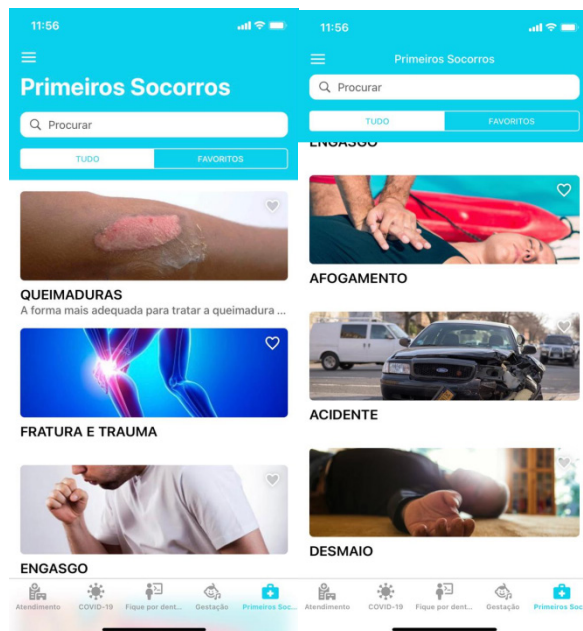 11:56
Primeiros Socorros
Procurar
TUDO
FAVORITOS
QUEIMADURAS
A forma mais adequada para tratar a queimadura ...
FRATURA E TRAUMA
ENGASGO
Atendimento
COVID-19
Fique por dent...
Gestação
Primeiros Soc...
11:56
Primeiros Socorros
Procurar
TUDO
FAVORITOS
ENGASGO
AFOGAMENTO
ACIDENTE
DESMAIO
Atendimento
COVID-19
Fique por dent...
Gestação
Primeiros Soc